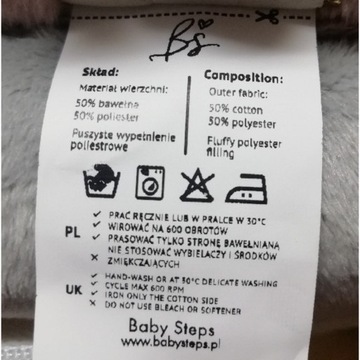 Bs
Skład:
Materiał wierzchni:
50% bawełna
50% poliester
Puszyste wypełnienie
poliestrowe
Composition:
Outer fabric:
50% cotton
50% polyester
Fluffy polyester
filling
PL
✓ PRAĆ RĘCZNIE LUB W PRALCE W 30°C
✓ WIROWAĆ NA 600 OBROTÓW
✓ PRASOWAĆ TYLKO STRONĘ BAWEŁNIANĄ
NIE STOSOWAĆ WYBIELACZY I ŚRODKÓW
✕ ZMIĘKCZAJĄCYCH
UK
✓ HAND-WASH OR AT 30°C DELICATE WASHING
✓ CYCLE MAX 600 RPM
✓ IRON ONLY THE COTTON SIDE
✕ DO NOT USE BLEACH OR SOFTENER
Baby Steps
www.babysteps.pl